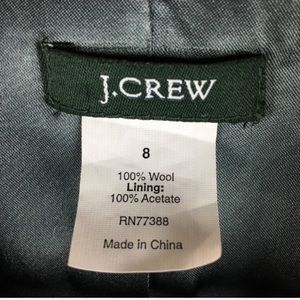 J.CREW
8
100% Wool
Lining:
100% Acetate
RN77388
Made in China